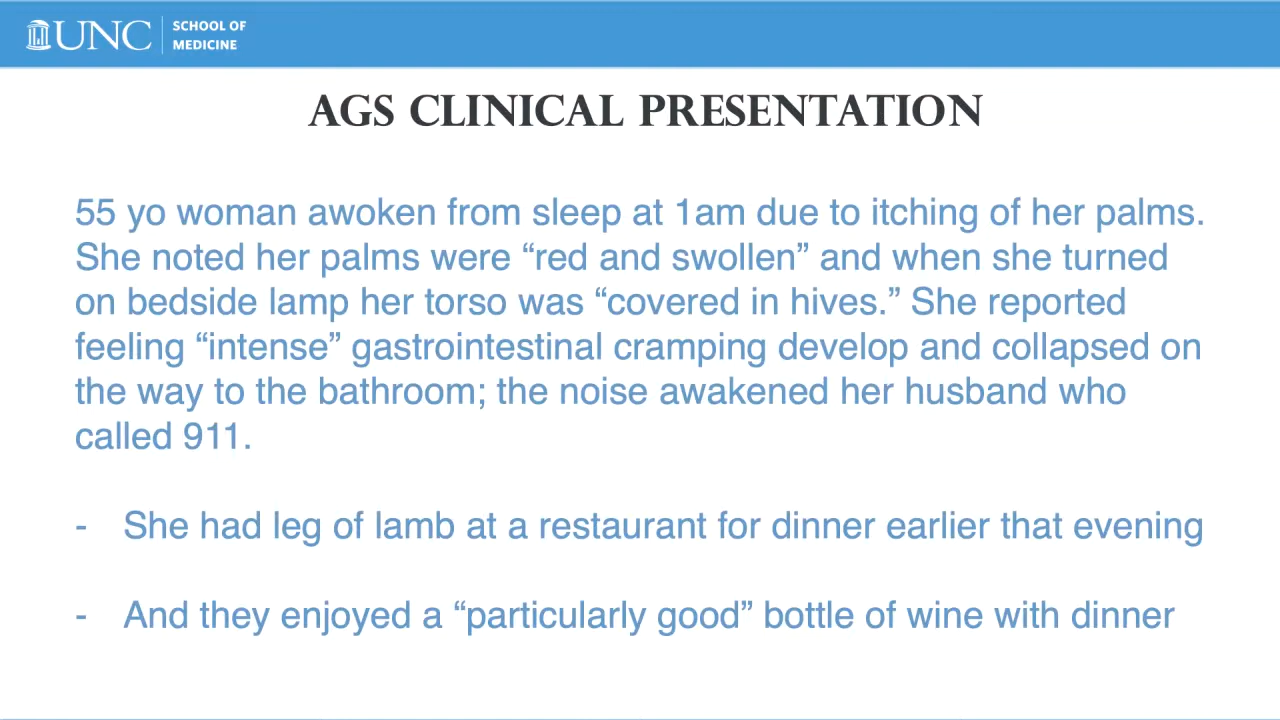 UNC
SCHOOL OF
MEDICINE
AGS CLINICAL PRESENTATION
55 yo woman awoken from sleep at 1am due to itching of her palms.
She noted her palms were “red and swollen” and when she turned
on bedside lamp her torso was “covered in hives.” She reported
feeling “intense” gastrointestinal cramping develop and collapsed on
the way to the bathroom; the noise awakened her husband who
called 911.
- She had leg of lamb at a restaurant for dinner earlier that evening
- And they enjoyed a “particularly good” bottle of wine with dinner